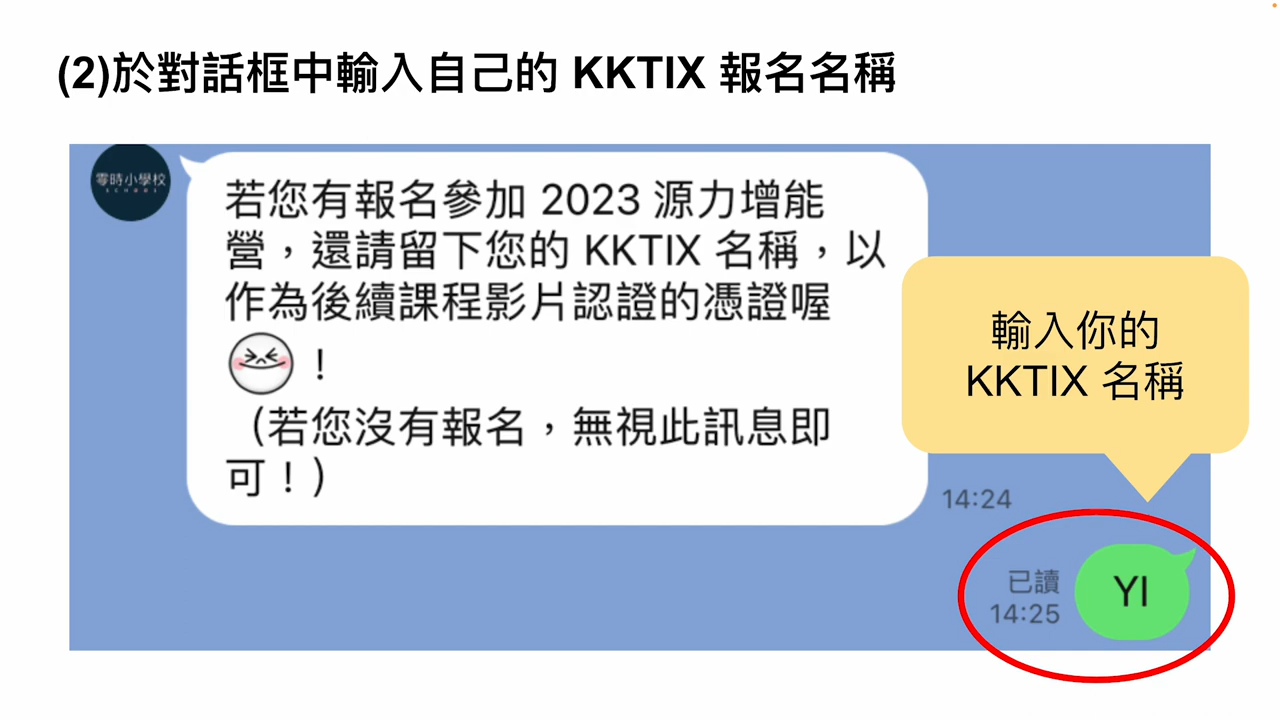 (2)於對話框中輸入自己的 KKTIX 報名名稱
零時小學校
SCHOOL
若您有報名參加 2023 源力增能
營，還請留下您的 KKTIX 名稱，以
作為後續課程影片認證的憑證喔
！
（若您沒有報名，無視此訊息即
可！）
14:24
輸入你的
KKTIX 名稱
已讀
14:25
YI